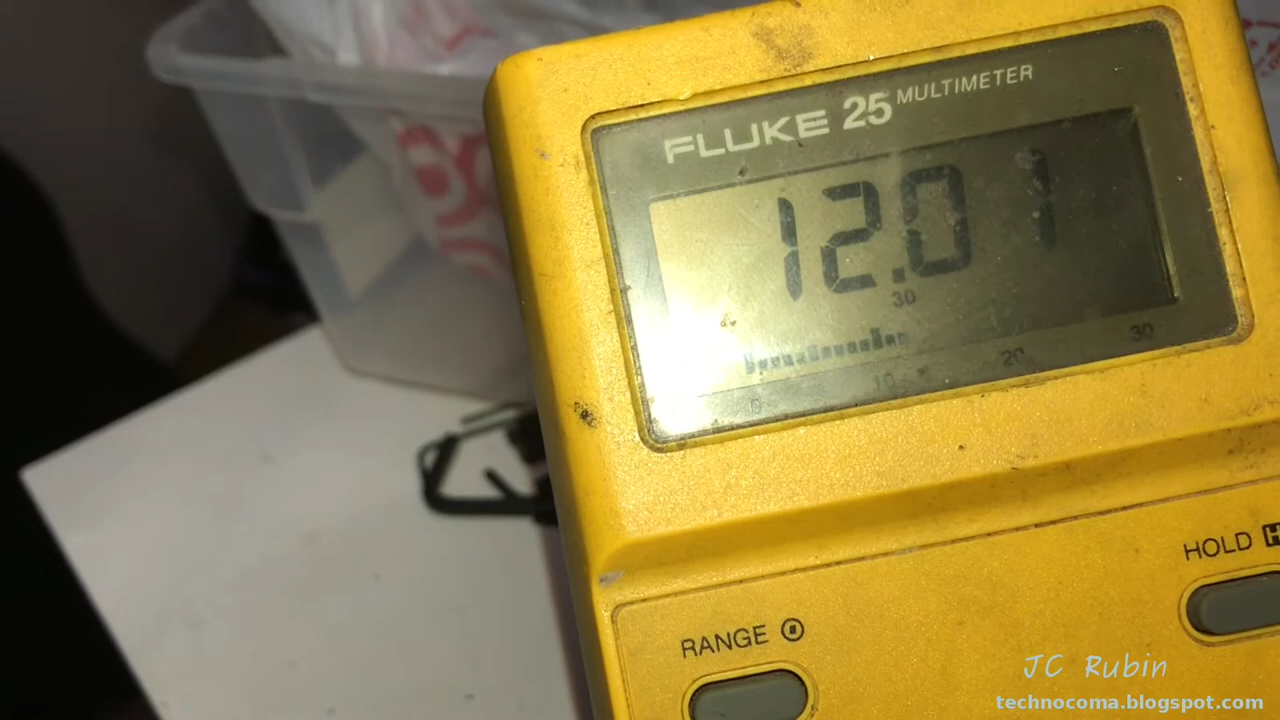 FLUKE 25 MULTIMETER
12.01
30
0 10 20 30
HOLD H
RANGE
JC Rubin
technocoma.blogspot.com